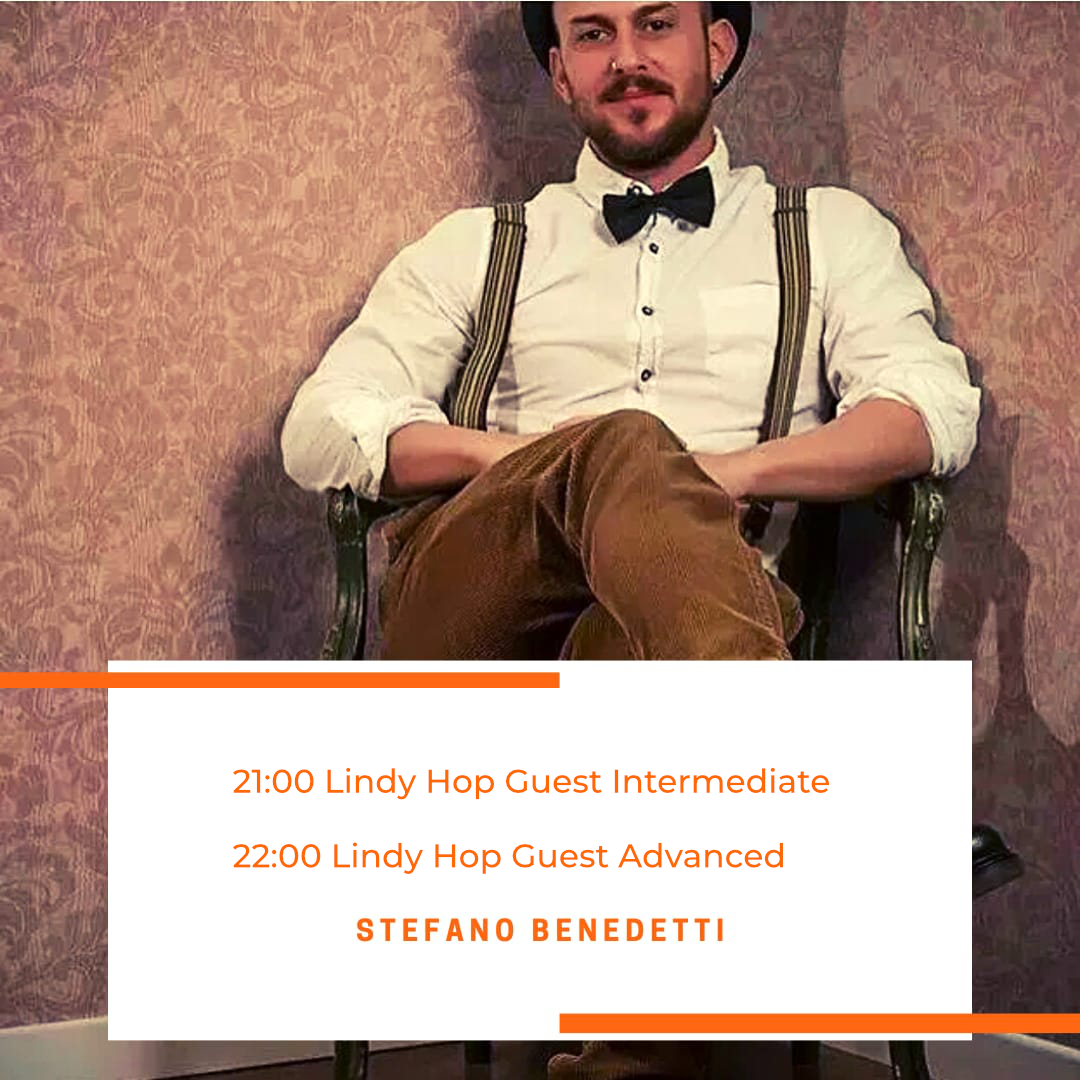 21:00 Lindy Hop Guest Intermediate
22:00 Lindy Hop Guest Advanced
STEFANO BENEDETTI